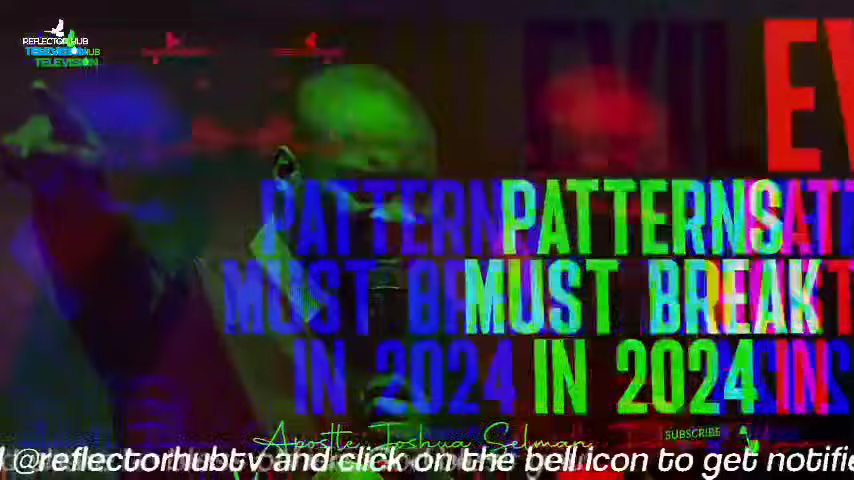 REFLECTOR HUB
TELEVISION
EV
PATTERNS
MUST BREAK
IN 2024
Apostle Joshua Selman
SUBSCRIBE
@reflectorhubtv and click on the bell icon to get notifie